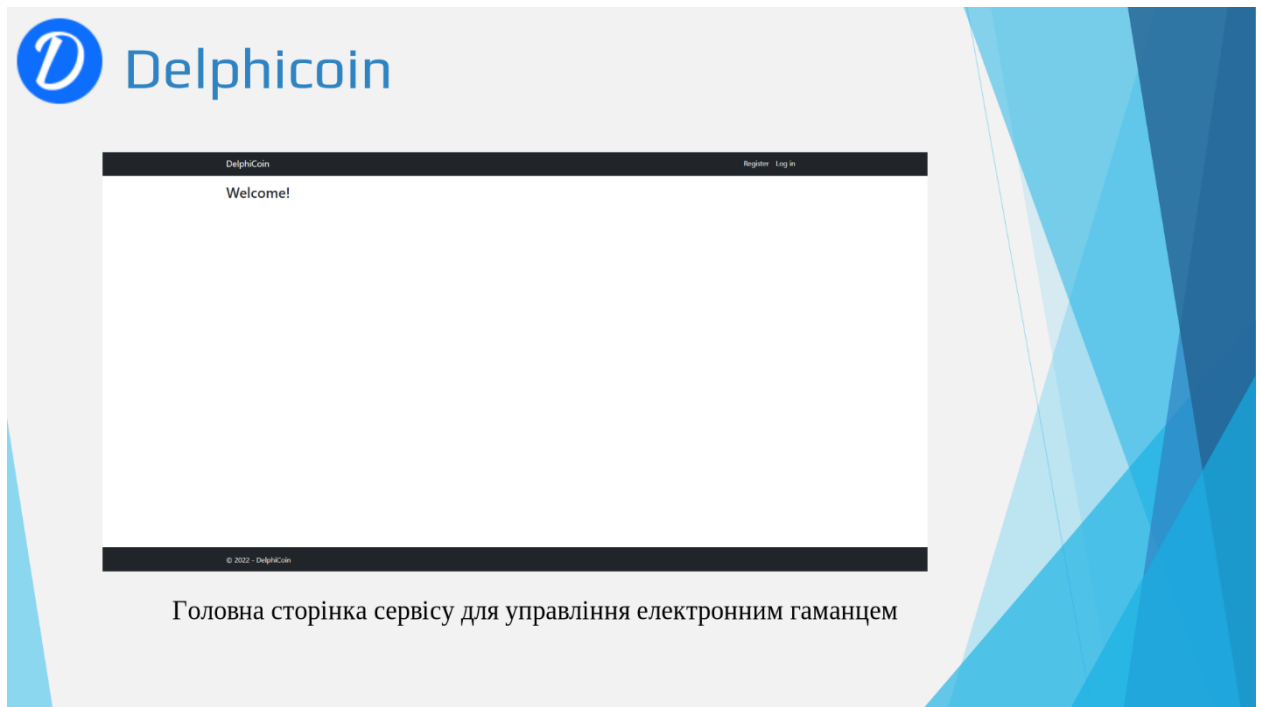 D Delphicoin
DelphiCoin Register Log in
Welcome!
© 2022 - DelphiCoin
Головна сторінка сервісу для управління електронним гаманцем